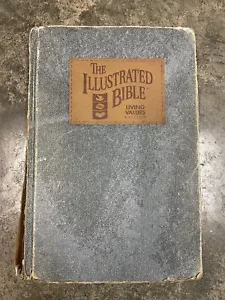 THE
ILLUSTRATED
BIBLE
LIVING
VALUES